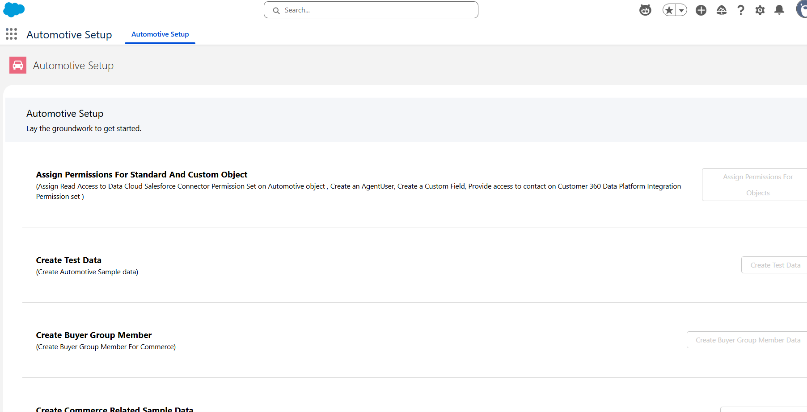 Search...
Automotive Setup
Automotive Setup
Automotive Setup
Automotive Setup
Lay the groundwork to get started.
Assign Permissions For Standard And Custom Object
(Assign Read Access to Data Cloud Salesforce Connector Permission Set on Automotive object , Create an AgentUser, Create a Custom Field, Provide access to contact on Customer 360 Data Platform Integration
Permission set )
Assign Permissions For
Objects
Create Test Data
(Create Automotive Sample data)
Create Test Data
Create Buyer Group Member
(Create Buyer Group Member For Commerce)
Create Buyer Group Member Data
Create Commerce Related Sample Data